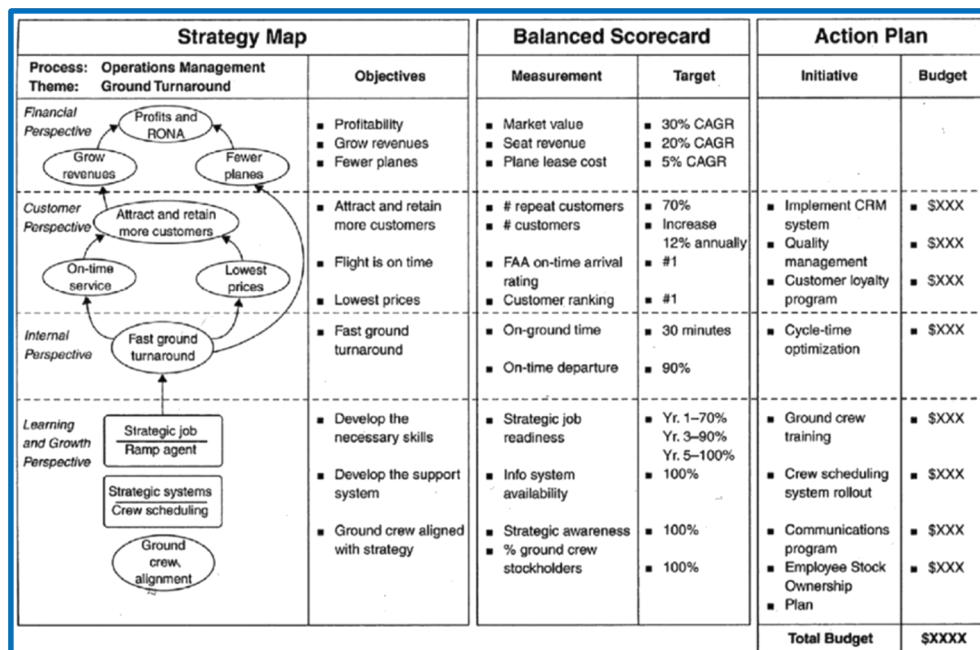 Strategy Map
Process: Operations Management
Theme: Ground Turnaround
Objectives
Financial
Perspective
Profits and
RONA
Grow
revenues
Fewer
planes
▪ Profitability
▪ Grow revenues
▪ Fewer planes
Customer
Perspective
Attract and retain
more customers
On-time
service
Lowest
prices
▪ Attract and retain
more customers
▪ Flight is on time
▪ Lowest prices
Internal
Perspective
Fast ground
turnaround
▪ Fast ground
turnaround
Learning
and Growth
Perspective
Strategic job
Ramp agent
Strategic systems
Crew scheduling
Ground
crew
alignment
▪ Develop the
necessary skills
▪ Develop the support
system
▪ Ground crew aligned
with strategy
Balanced Scorecard
Measurement
Target
▪ Market value
▪ Seat revenue
▪ Plane lease cost
▪ 30% CAGR
▪ 20% CAGR
▪ 5% CAGR
▪ # repeat customers
▪ # customers
▪ FAA on-time arrival
rating
▪ Customer ranking
▪ 70%
▪ Increase
12% annually
▪ #1
▪ #1
▪ On-ground time
▪ On-time departure
▪ 30 minutes
▪ 90%
▪ Strategic job
readiness
▪ Info system
availability
▪ Strategic awareness
▪ % ground crew
stockholders
▪ Yr. 1–70%
Yr. 3–90%
Yr. 5–100%
▪ 100%
▪ 100%
▪ 100%
Action Plan
Initiative
Budget
▪ Implement CRM
system
▪ Quality
management
▪ Customer loyalty
program
▪ $XXX
▪ $XXX
▪ $XXX
▪ Cycle-time
optimization
▪ $XXX
▪ Ground crew
training
▪ Crew scheduling
system rollout
▪ Communications
program
▪ Employee Stock
Ownership
▪ Plan
▪ $XXX
▪ $XXX
▪ $XXX
▪ $XXX
Total Budget
$XXXX